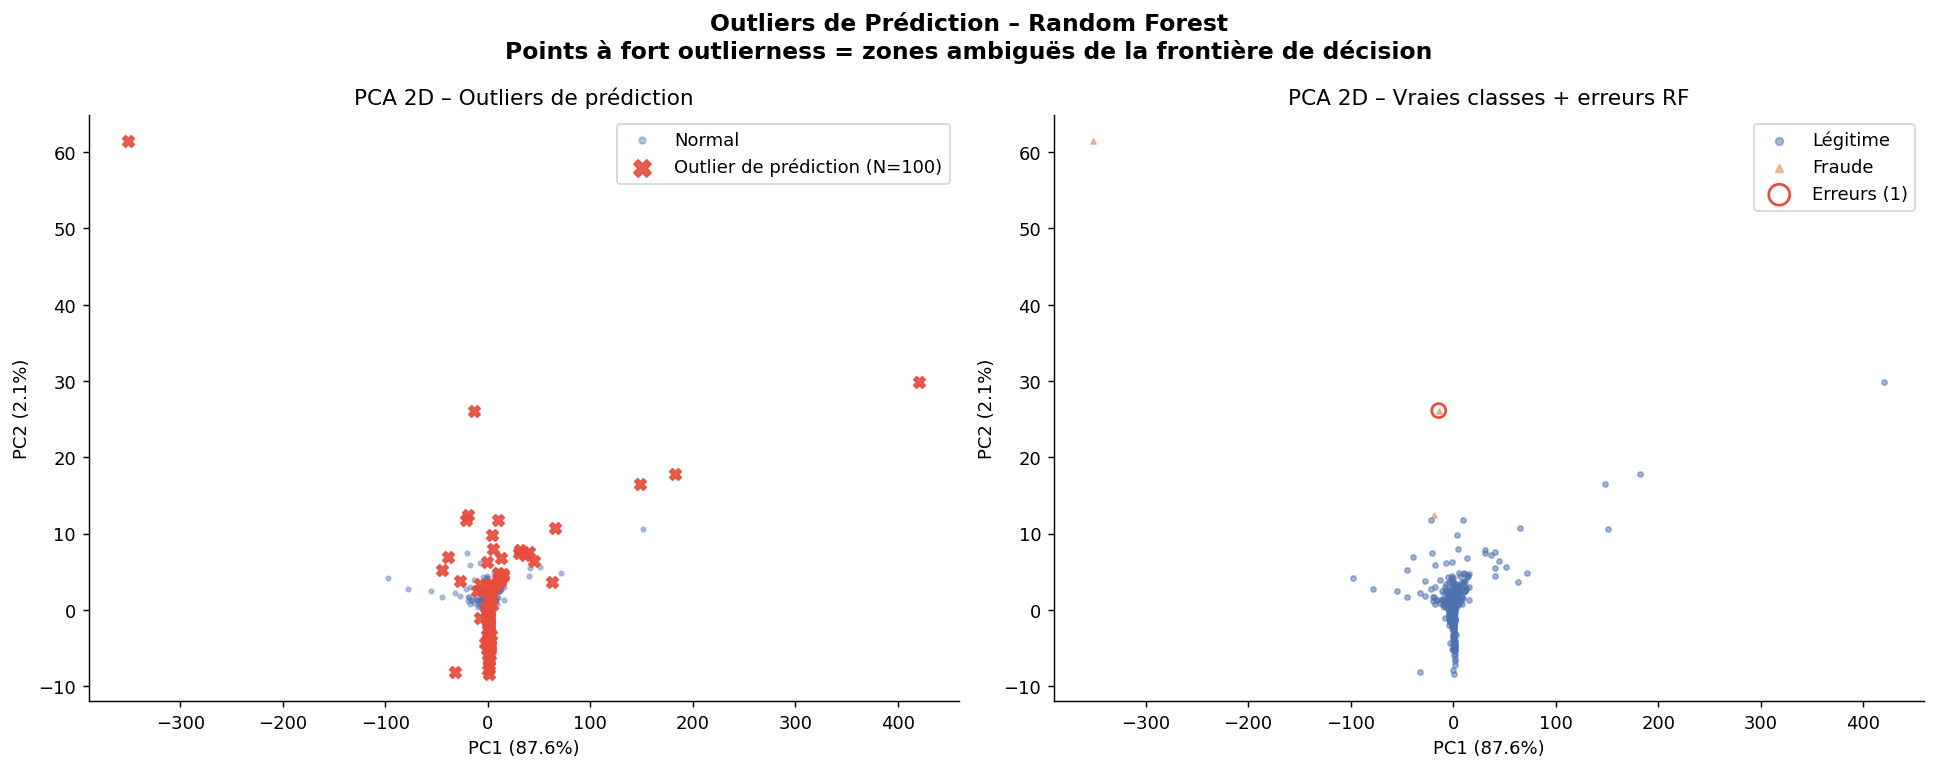 Outliers de Prédiction – Random Forest
Points à fort outlierness = zones ambiguës de la frontière de décision
PCA 2D – Outliers de prédiction
Normal
Outlier de prédiction (N=100)
60
50
40
30
20
10
0
−10
PC2 (2.1%)
−300
−200
−100
0
100
200
300
400
PC1 (87.6%)
PCA 2D – Vraies classes + erreurs RF
Légitime
Fraude
Erreurs (1)
60
50
40
30
20
10
0
−10
PC2 (2.1%)
−300
−200
−100
0
100
200
300
400
PC1 (87.6%)